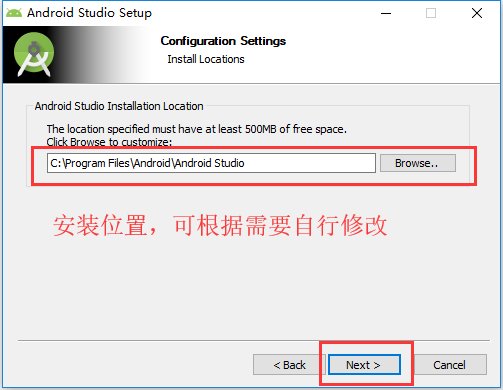 Android Studio Setup
Configuration Settings
Install Locations
Android Studio Installation Location
The location specified must have at least 500MB of free space.
Click Browse to customize:
C:\Program Files\Android\Android Studio
Browse..
安装位置，可根据需要自行修改
< Back
Next >
Cancel